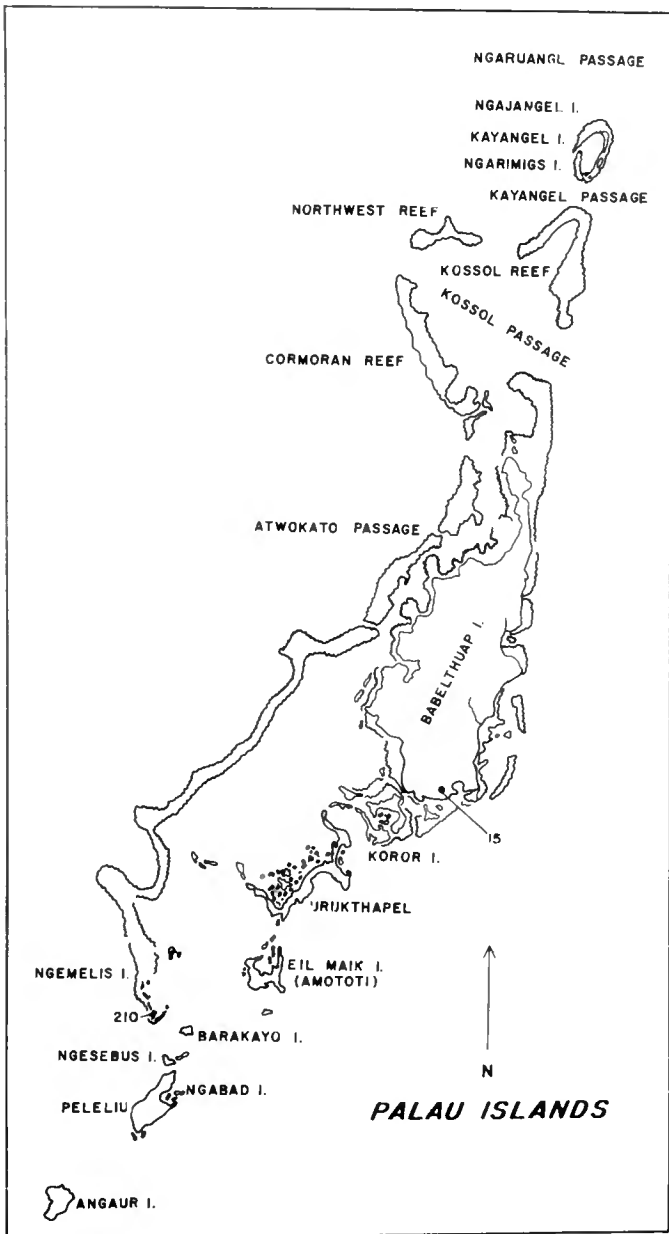 NGARUANGL PASSAGE
NGAJANGEL I.
KAYANGEL I.
NGARIMIGS I.
KAYANGEL PASSAGE
NORTHWEST REEF
KOSSOL REEF
KOSSOL PASSAGE
CORMORAN REEF
ATWOKATO PASSAGE
BABELTHUAP I.
15
KOROR I.
URUKTHAPEL
EIL MAIK I.
(AMOTOTI)
NGEMELIS I.
210
BARAKAYO I.
NGESEBUS I.
NGABAD I.
PELELIU
N
PALAU ISLANDS
ANGAUR I.